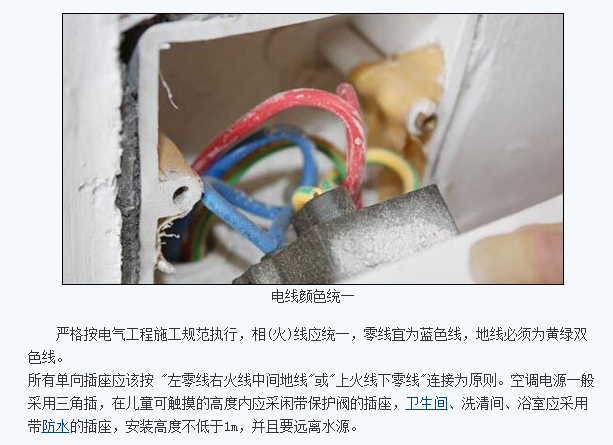 电线颜色统一
严格按电气工程施工规范执行，相(火)线应统一，零线宜为蓝色线，地线必须为黄绿双
色线。
所有单向插座应该按 "左零线右火线中间地线"或"上火线下零线"连接为原则。空调电源一般
采用三角插，在儿童可触摸的高度内应采闭带保护阀的插座，卫生间、洗清间、浴室应采用
带防水的插座，安装高度不低于1m，并且要远离水源。